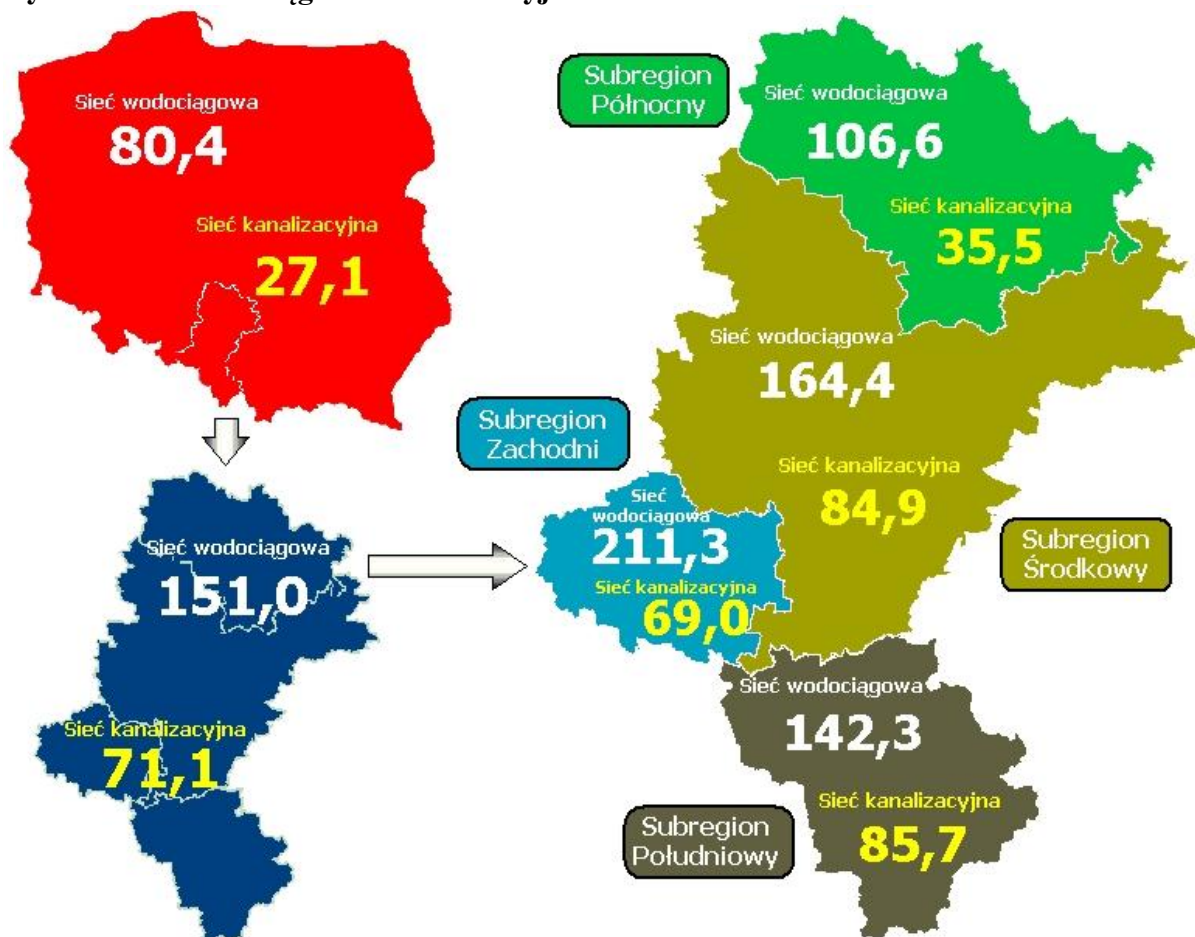 Sieć wodociągowa
80,4
Sieć kanalizacyjna
27,1
Sieć wodociągowa
151,0
Sieć kanalizacyjna
71,1
Subregion
Północny
Sieć wodociągowa
106,6
Sieć kanalizacyjna
35,5
Sieć wodociągowa
164,4
Sieć kanalizacyjna
84,9
Subregion
Środkowy
Subregion
Zachodni
Sieć
wodociągowa
211,3
Sieć kanalizacyjna
69,0
Sieć wodociągowa
142,3
Sieć kanalizacyjna
85,7
Subregion
Południowy